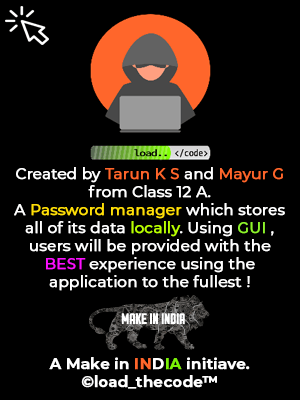 load.. </code>
Created by Tarun K S and Mayur G
from Class 12 A.
A Password manager which stores
all of its data locally. Using GUI ,
users will be provided with the
BEST experience using the
application to the fullest !
MAKE IN INDIA
A Make in INDIA initiave.
©load_thecode™